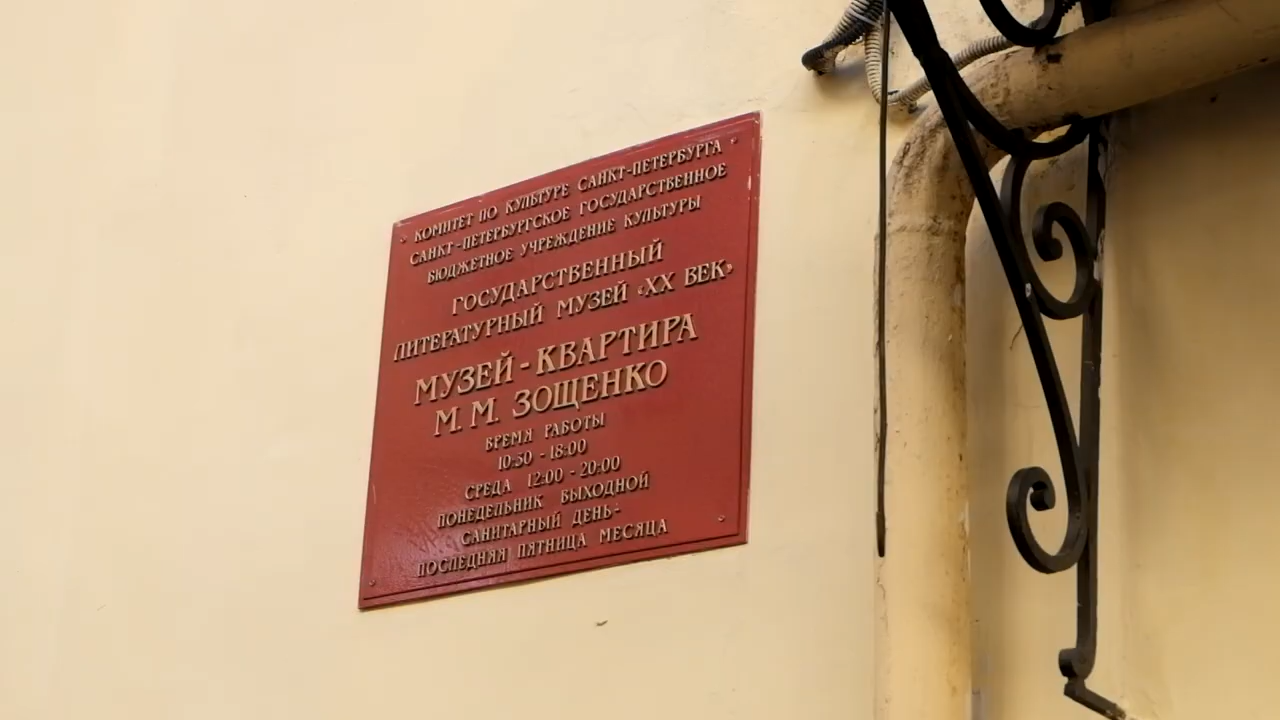 КОМИТЕТ ПО КУЛЬТУРЕ САНКТ-ПЕТЕРБУРГА
САНКТ-ПЕТЕРБУРГСКОЕ ГОСУДАРСТВЕННОЕ
БЮДЖЕТНОЕ УЧРЕЖДЕНИЕ КУЛЬТУРЫ
ГОСУДАРСТВЕННЫЙ
ЛИТЕРАТУРНЫЙ МУЗЕЙ «XX ВЕК»
МУЗЕЙ - КВАРТИРА
М. М. ЗОЩЕНКО
ВРЕМЯ РАБОТЫ
10:30 - 18:00
СРЕДА 12:00 - 20:00
ПОНЕДЕЛЬНИК ВЫХОДНОЙ
САНИТАРНЫЙ ДЕНЬ-
ПОСЛЕДНЯЯ ПЯТНИЦА МЕСЯЦА